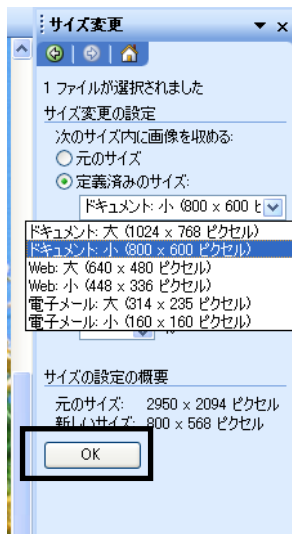 サイズ変更
1 ファイルが選択されました
サイズ変更の設定
次のサイズ内に画像を収める:
元のサイズ
定義済みのサイズ:
ドキュメント: 小 (800 x 600 ピ
ドキュメント: 大 (1024 x 768 ピクセル)
ドキュメント: 小 (800 x 600 ピクセル)
Web: 大 (640 x 480 ピクセル)
Web: 小 (448 x 336 ピクセル)
電子メール: 大 (314 x 235 ピクセル)
電子メール: 小 (160 x 160 ピクセル)
サイズの設定の概要
元のサイズ: 2950 x 2094 ピクセル
新しいサイズ: 800 x 568 ピクセル
OK